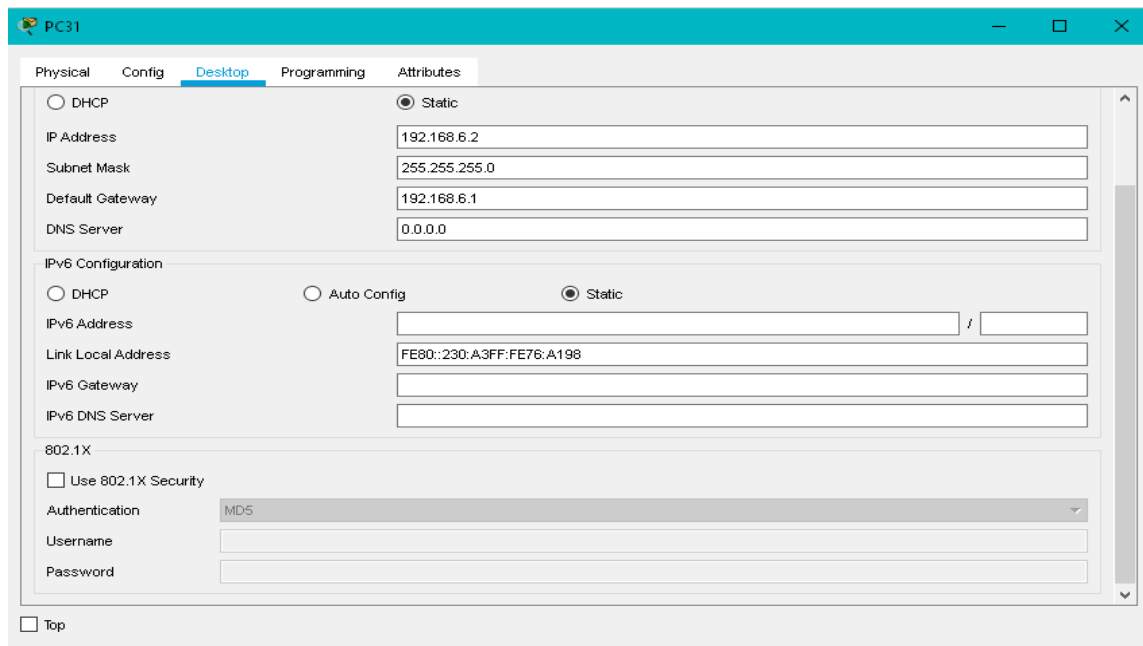 PC31
Physical Config Desktop Programming Attributes
DHCP Static
IP Address 192.168.6.2
Subnet Mask 255.255.255.0
Default Gateway 192.168.6.1
DNS Server 0.0.0.0
IPv6 Configuration
DHCP Auto Config Static
IPv6 Address /
Link Local Address FE80::230:A3FF:FE76:A198
IPv6 Gateway
IPv6 DNS Server
802.1X
Use 802.1X Security
Authentication MD5
Username
Password
Top